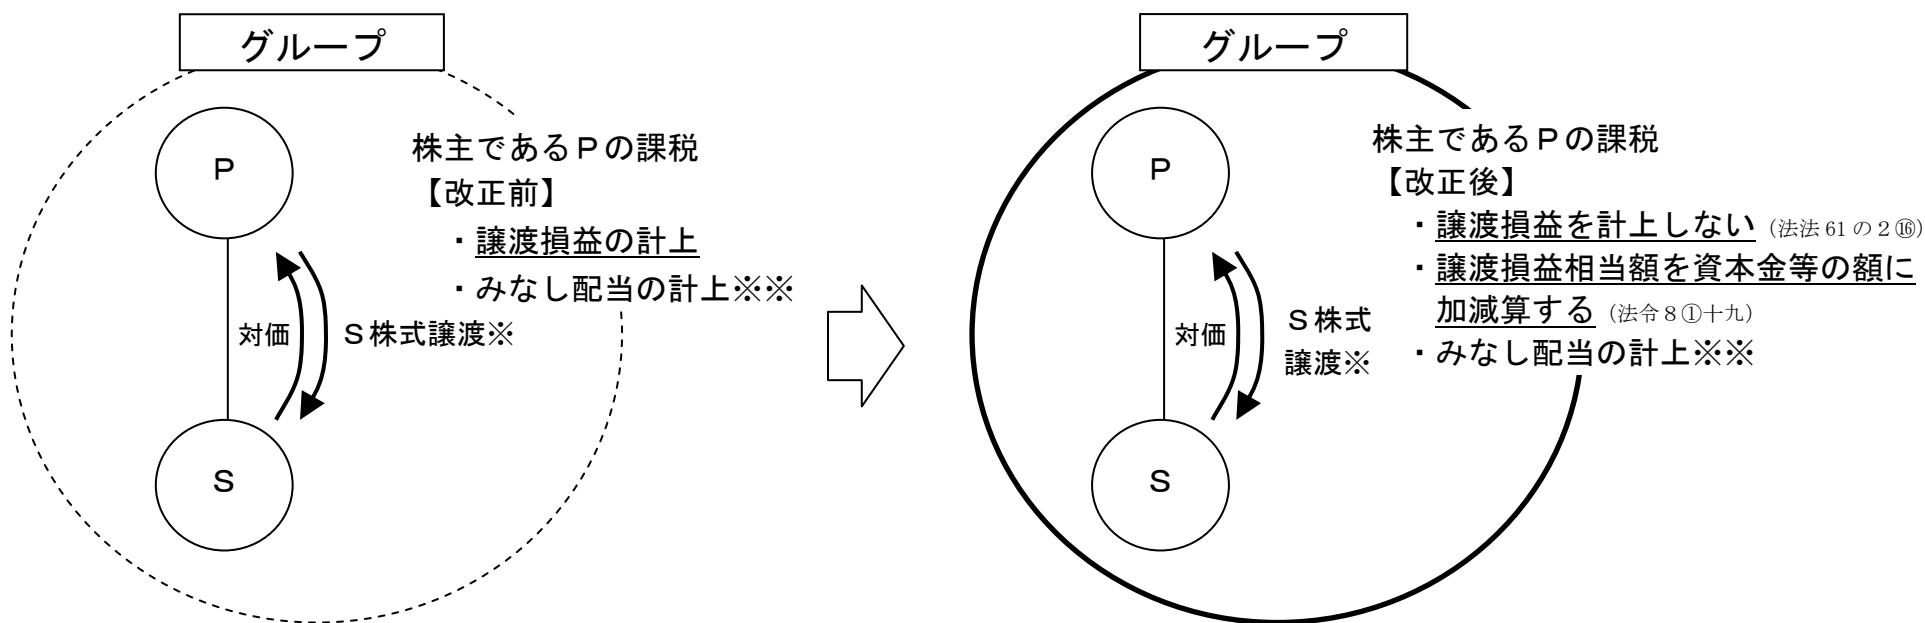 グループ
P
株主であるPの課税
【改正前】
・譲渡損益の計上
・みなし配当の計上※※
対価
S株式譲渡※
S
グループ
P
株主であるPの課税
【改正後】
・譲渡損益を計上しない（法法 61 の 2 ⑯）
・譲渡損益相当額を資本金等の額に
加減算する（法令 8 ①十九）
・みなし配当の計上※※
対価
S株式
譲渡※
S